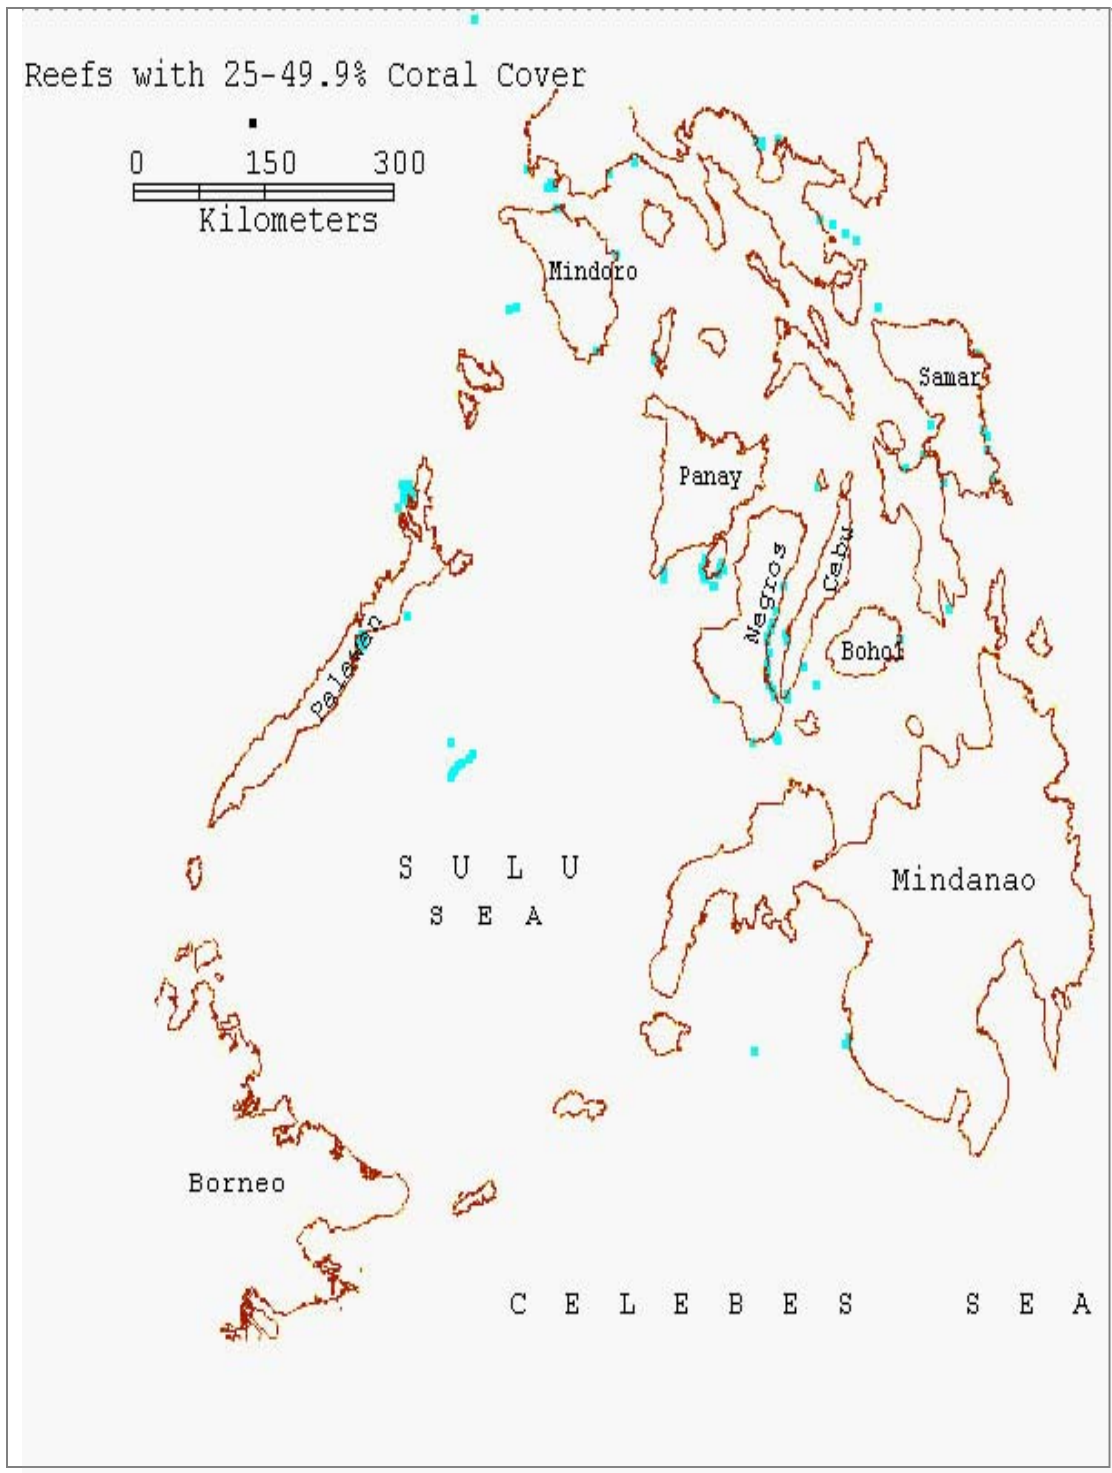 Reefs with 25-49.9% Coral Cover
0 150 300
Kilometers
Mindoro
Samar
Panay
Negros
Cebu
Bohol
Palawan
S U L U
S E A
Mindanao
Borneo
C E L E B E S S E A